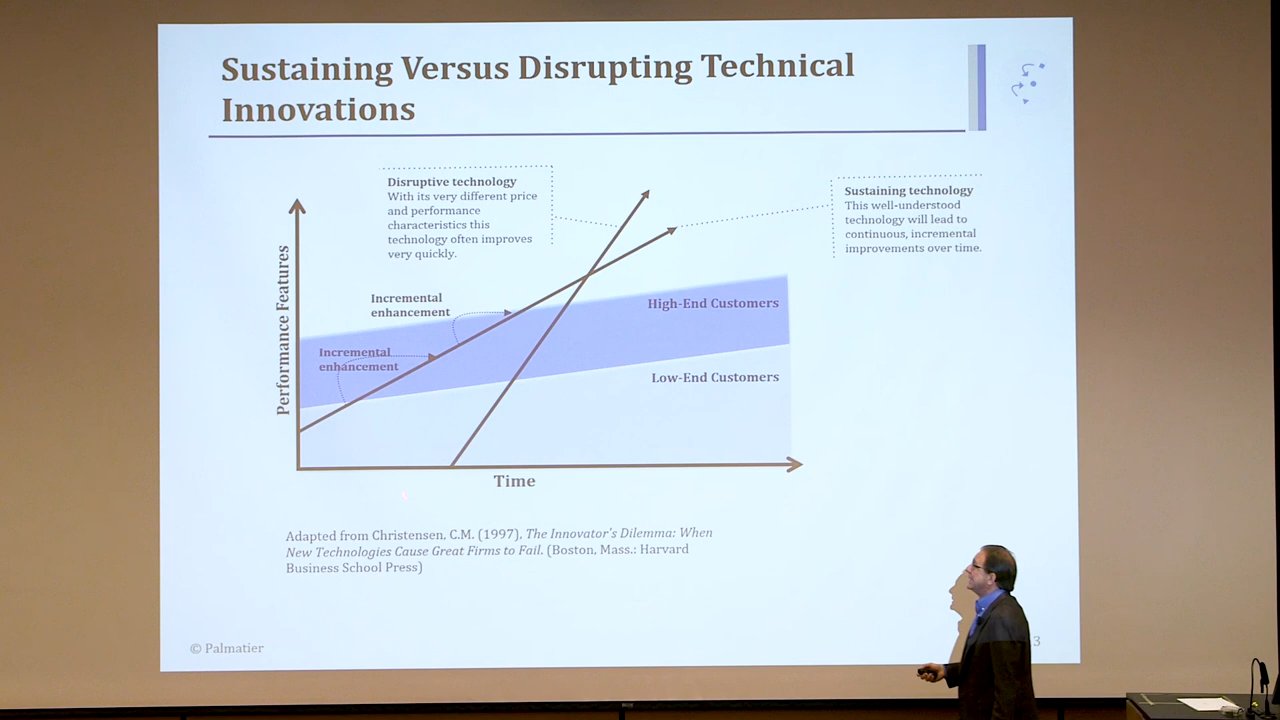 Sustaining Versus Disrupting Technical
Innovations
Disruptive technology
With its very different price
and performance
characteristics this
technology often improves
very quickly.
Sustaining technology
This well-understood
technology will lead to
continuous, incremental
improvements over time.
Performance Features
Incremental
enhancement
Incremental
enhancement
High-End Customers
Low-End Customers
Time
Adapted from Christensen, C.M. (1997), The Innovator's Dilemma: When
New Technologies Cause Great Firms to Fail. (Boston, Mass.: Harvard
Business School Press)
© Palmatier
3